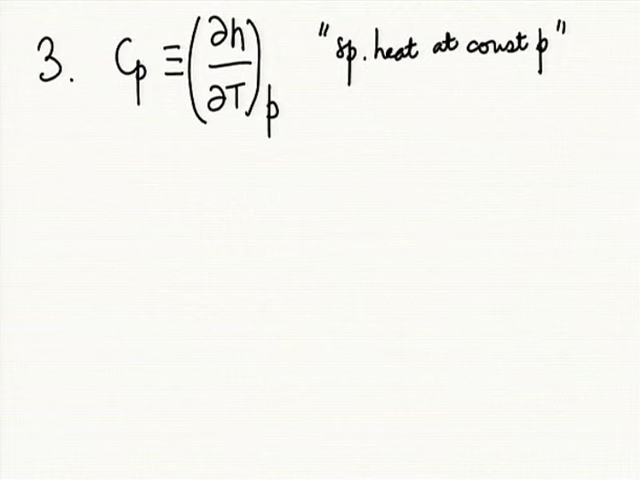 3. Cp ≡ (∂h/∂T)p "sp. heat at const p"